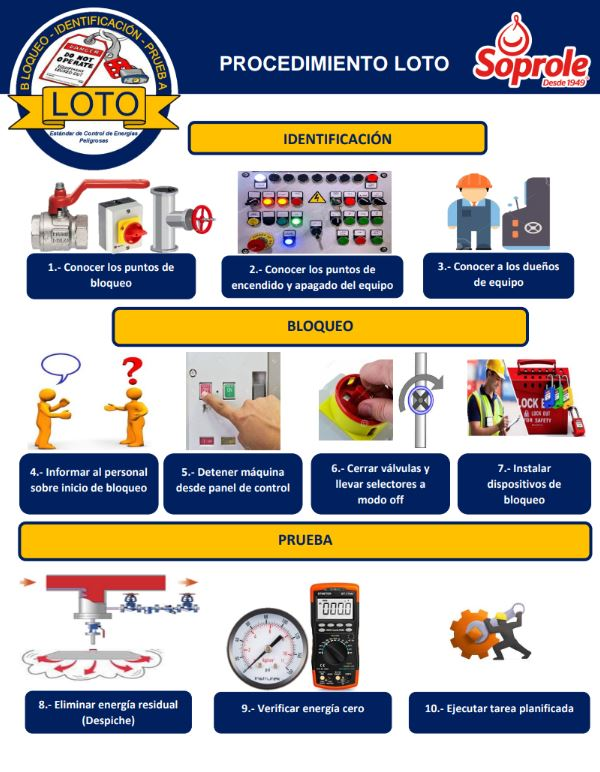 BLOQUEO - IDENTIFICACIÓN - PRUEBA
DANGER
DO NOT
OPERATE
LOTO
Estándar de Control de Energías
Peligrosas
PROCEDIMIENTO LOTO
Soprole
Desde 1949
IDENTIFICACIÓN
1.- Conocer los puntos de
bloqueo
2.- Conocer los puntos de
encendido y apagado del equipo
3.- Conocer a los dueños
de equipo
BLOQUEO
LOCK
LOCK OUT
FOR SAFETY
4.- Informar al personal
sobre inicio de bloqueo
5.- Detener máquina
desde panel de control
6.- Cerrar válvulas y
llevar selectores a
modo off
7.- Instalar
dispositivos de
bloqueo
PRUEBA
0000
8.- Eliminar energía residual
(Despiche)
9.- Verificar energía cero
10.- Ejecutar tarea planificada